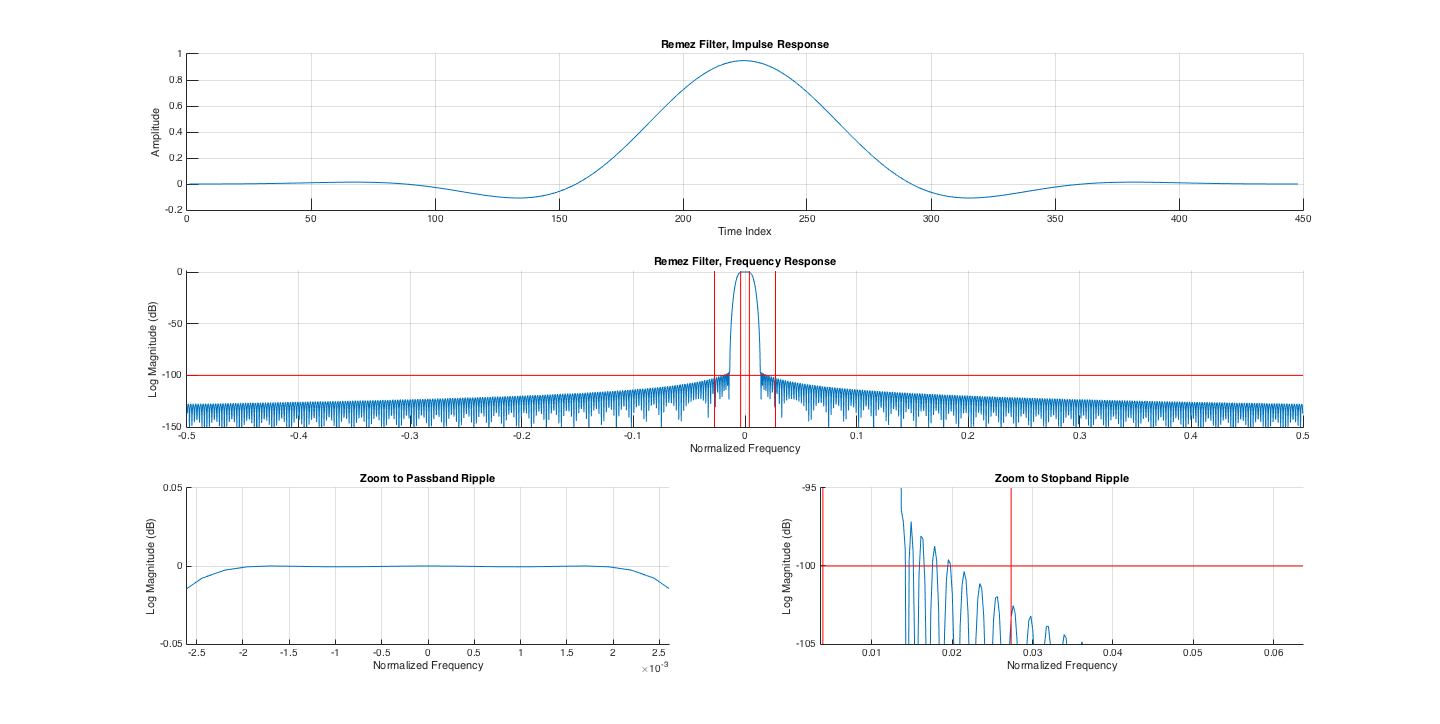 Remez Filter, Impulse Response
1
0.8
0.6
0.4
0.2
0
-0.2
Amplitude
0 50 100 150 200 250 300 350 400 450
Time Index
Remez Filter, Frequency Response
0
-50
-100
-150
Log Magnitude (dB)
-0.5 -0.4 -0.3 -0.2 -0.1 0 0.1 0.2 0.3 0.4 0.5
Normalized Frequency
Zoom to Passband Ripple
0.05
0
-0.05
Log Magnitude (dB)
-2.5 -2 -1.5 -1 -0.5 0 0.5 1 1.5 2 2.5
Normalized Frequency
×10-3
Zoom to Stopband Ripple
-95
-100
-105
Log Magnitude (dB)
0.01 0.02 0.03 0.04 0.05 0.06
Normalized Frequency